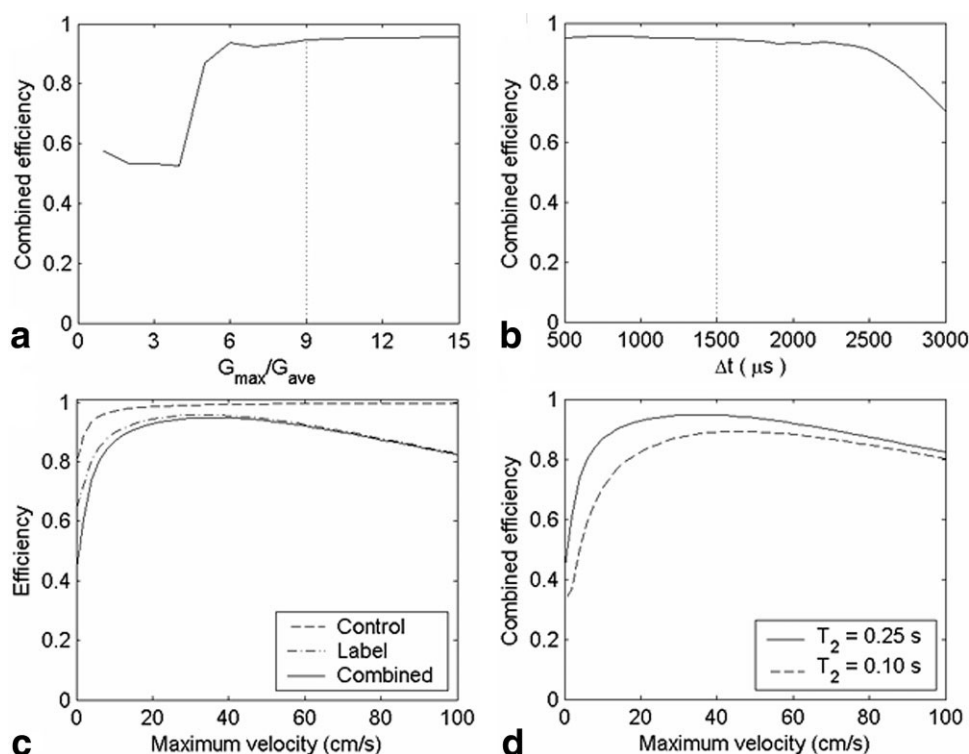 Combined efficiency
1
0.8
0.6
0.4
0.2
0
0 3 6 9 12 15
G_max/G_ave
a
Combined efficiency
1
0.8
0.6
0.4
0.2
0
500 1000 1500 2000 2500 3000
Δt ( μs )
b
Efficiency
1
0.8
0.6
0.4
0.2
0
0 20 40 60 80 100
Maximum velocity (cm/s)
Control
Label
Combined
c
Combined efficiency
1
0.8
0.6
0.4
0.2
0
0 20 40 60 80 100
Maximum velocity (cm/s)
T_2 = 0.25 s
T_2 = 0.10 s
d